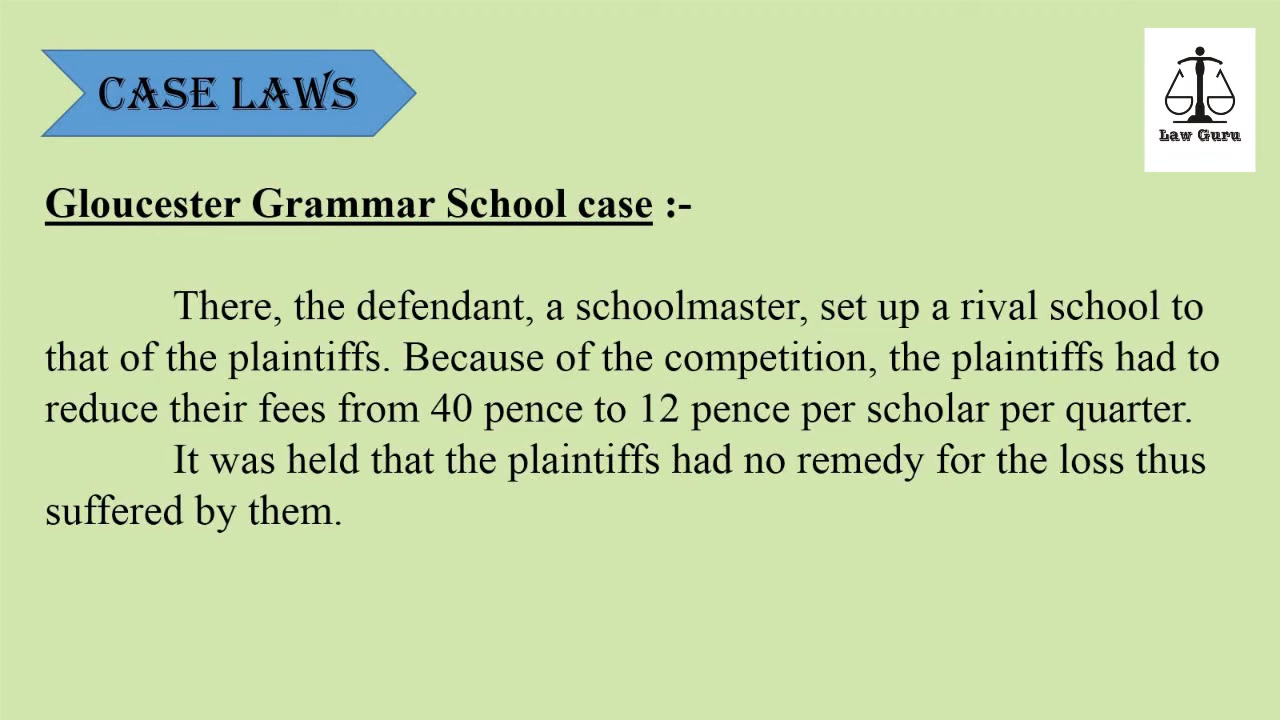 CASE LAWS
Law Guru
Gloucester Grammar School case :-
There, the defendant, a schoolmaster, set up a rival school to
that of the plaintiffs. Because of the competition, the plaintiffs had to
reduce their fees from 40 pence to 12 pence per scholar per quarter.
It was held that the plaintiffs had no remedy for the loss thus
suffered by them.